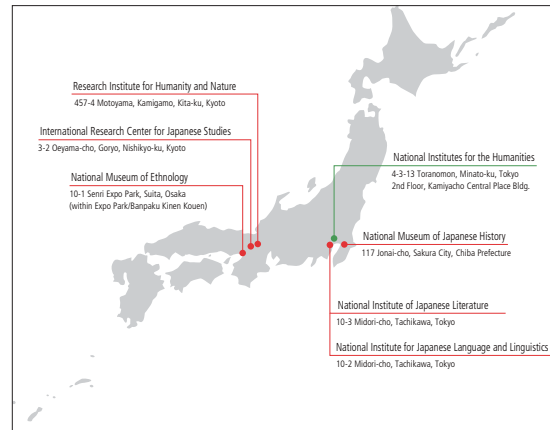 Research Institute for Humanity and Nature
457-4 Motoyama, Kamigamo, Kita-ku, Kyoto
International Research Center for Japanese Studies
3-2 Oeyama-cho, Goryo, Nishikyo-ku, Kyoto
National Museum of Ethnology
10-1 Senri Expo Park, Suita, Osaka
(within Expo Park/Banpaku Kinen Kouen)
National Institutes for the Humanities
4-3-13 Toranomon, Minato-ku, Tokyo
2nd Floor, Kamiyacho Central Place Bldg.
National Museum of Japanese History
117 Jonai-cho, Sakura City, Chiba Prefecture
National Institute of Japanese Literature
10-3 Midori-cho, Tachikawa, Tokyo
National Institute for Japanese Language and Linguistics
10-2 Midori-cho, Tachikawa, Tokyo